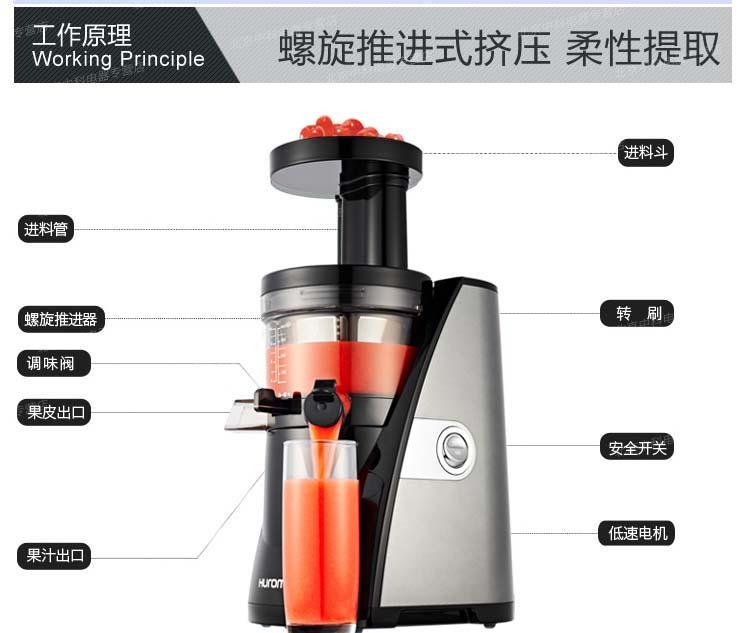 工作原理
Working Principle
螺旋推进式挤压 柔性提取
进料斗
进料管
螺旋推进器
转 刷
调味阀
果皮出口
安全开关
低速电机
果汁出口
HUROM